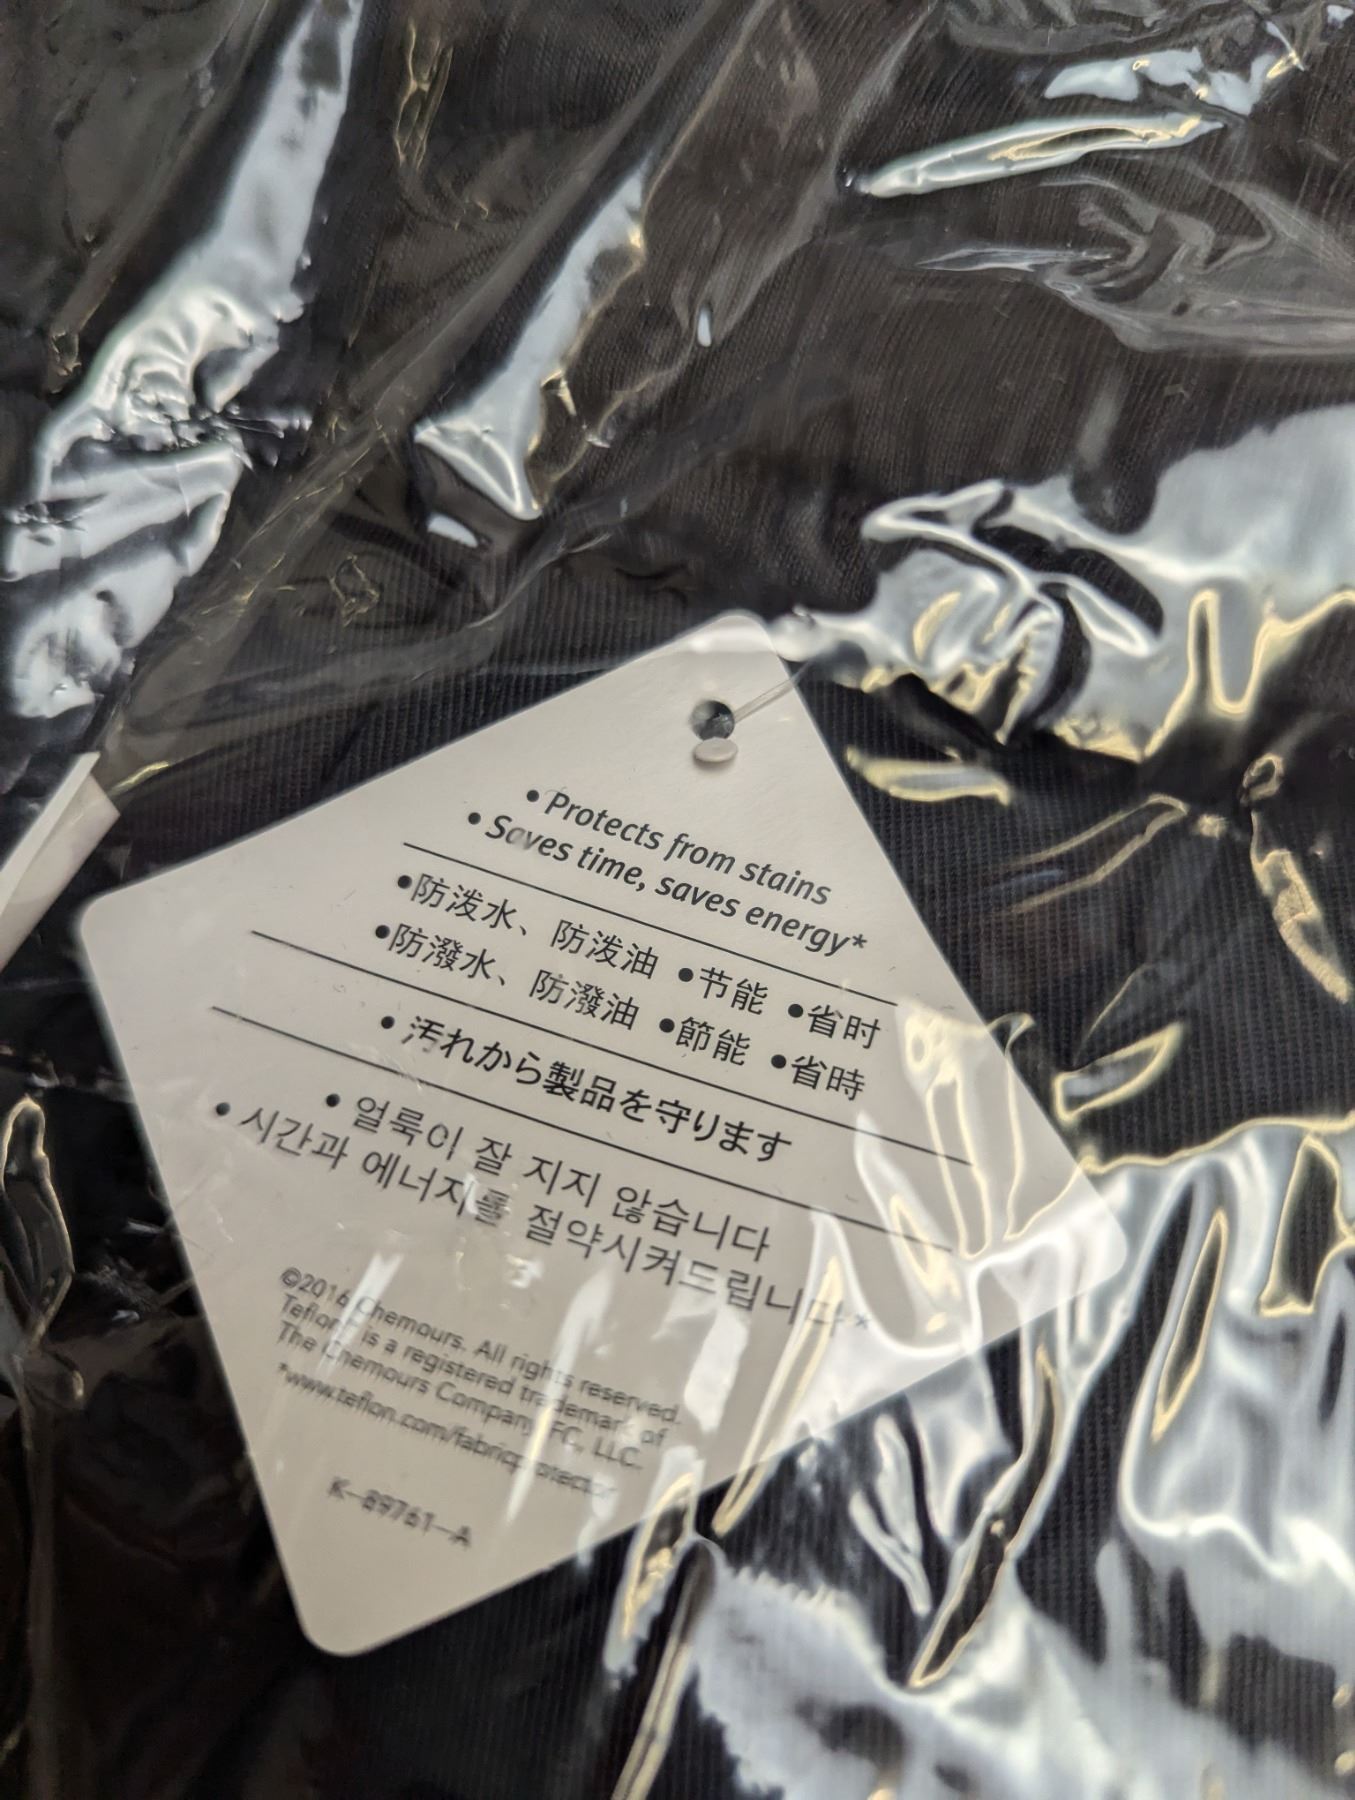 • Protects from stains
• Saves time, saves energy*
•防泼水、防泼油 •节能 •省时
•防潑水、防潑油 •節能 •省時
• 汚れから製品を守ります
• 얼룩이 잘 지지 않습니다
• 시간과 에너지를 절약시켜드립니다*
©2016 Chemours. All rights reserved.
Teflon™ is a registered trademark of
The Chemours Company FC, LLC.
*www.teflon.com/fabricprotector
K-89761-A